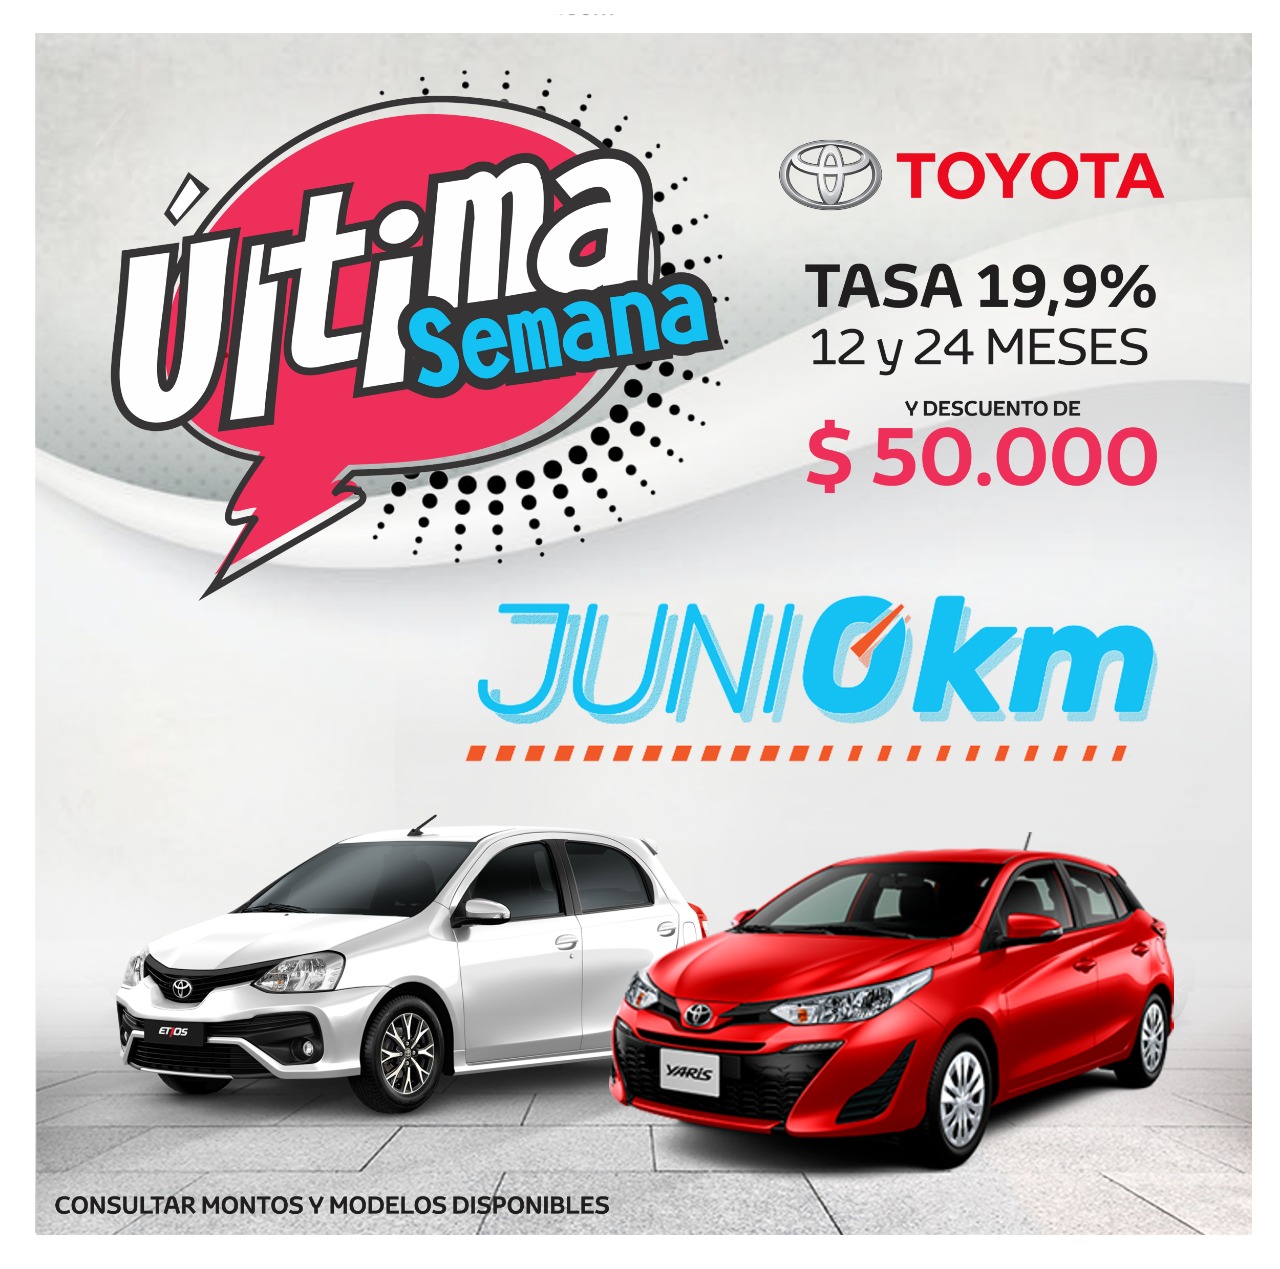 Última
Semana
TOYOTA
TASA 19,9%
12 y 24 MESES
Y DESCUENTO DE
$ 50.000
JUNI0km
ETIOS
YARIS
CONSULTAR MONTOS Y MODELOS DISPONIBLES